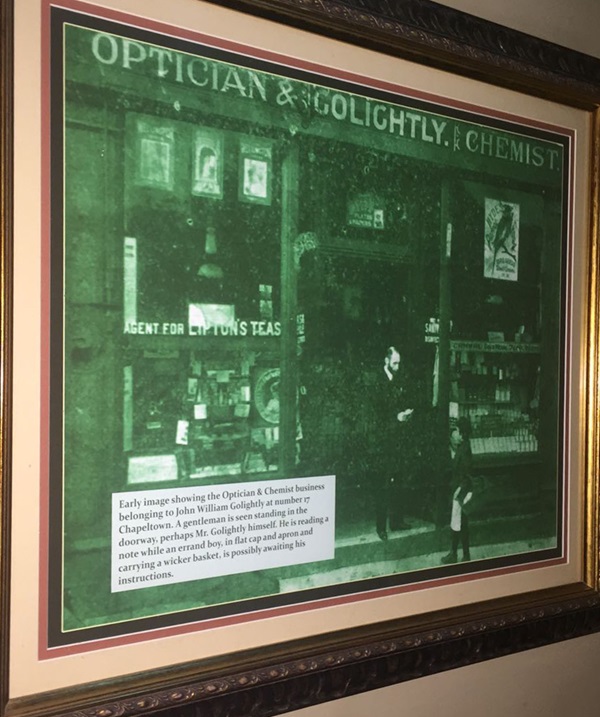 OPTICIAN & GOLIGHTLY. CHEMIST.
AGENT FOR LIPTON'S TEAS
Early image showing the Optician & Chemist business
belonging to John William Golightly at number 17
Chapeltown. A gentleman is seen standing in the
doorway, perhaps Mr. Golightly himself. He is reading a
note while an errand boy, in flat cap and apron and
carrying a wicker basket, is possibly awaiting his
instructions.